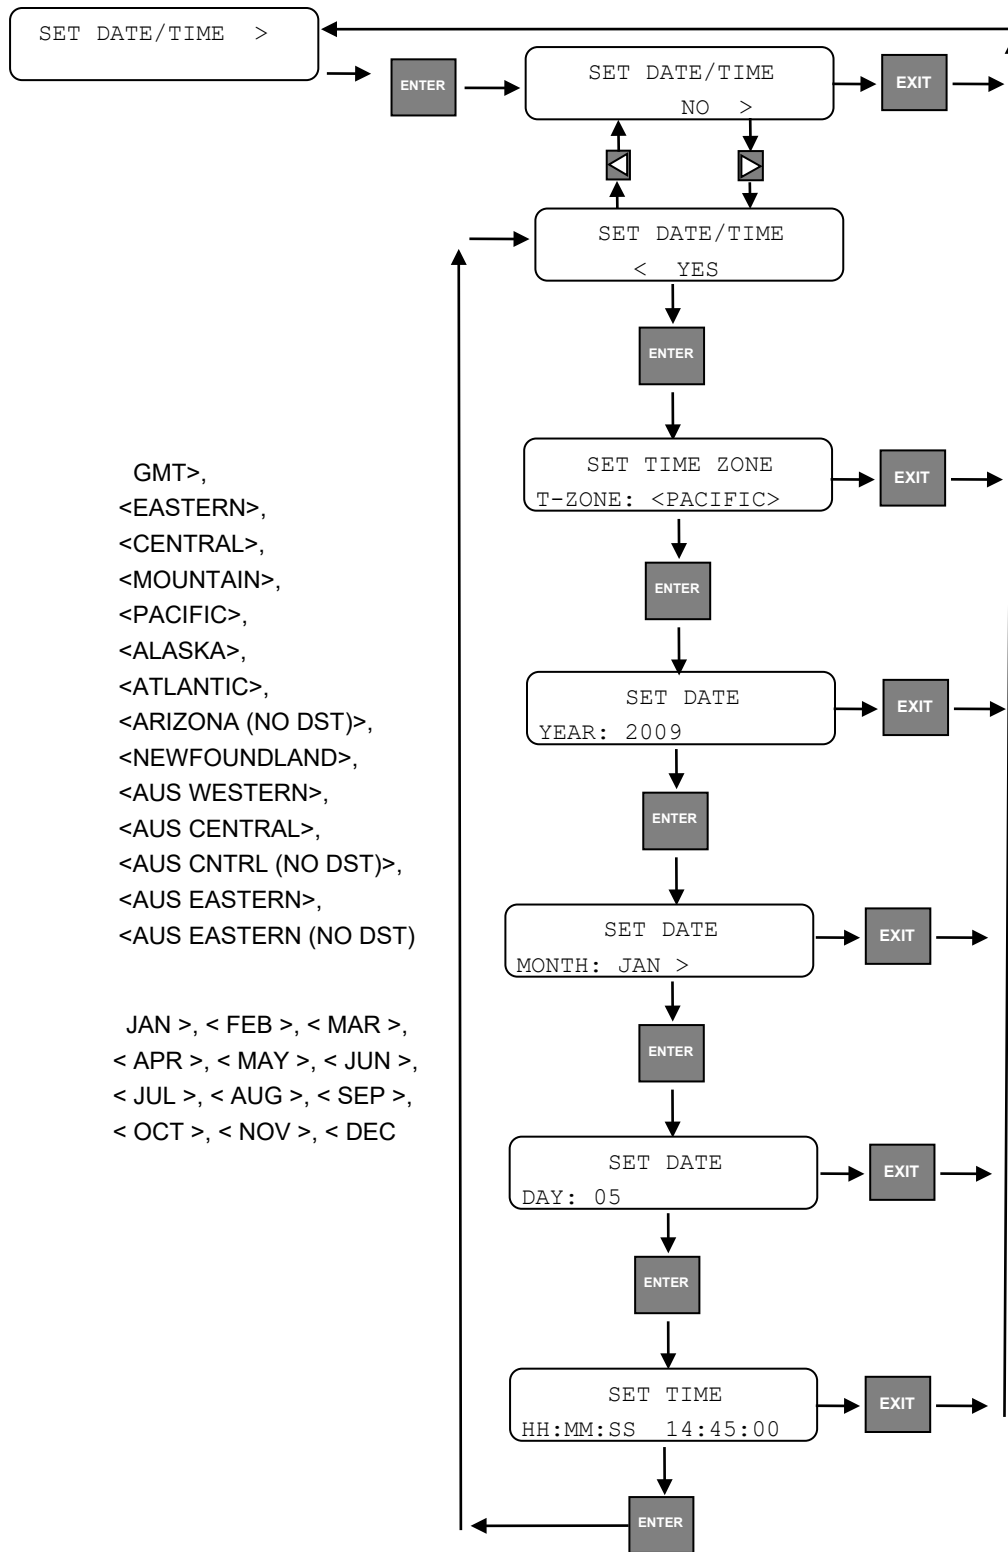 SET DATE/TIME >
ENTER
SET DATE/TIME
NO >
EXIT
SET DATE/TIME
< YES
ENTER
SET TIME ZONE
T-ZONE: <PACIFIC>
EXIT
GMT>,
<EASTERN>,
<CENTRAL>,
<MOUNTAIN>,
<PACIFIC>,
<ALASKA>,
<ATLANTIC>,
<ARIZONA (NO DST)>,
<NEWFOUNDLAND>,
<AUS WESTERN>,
<AUS CENTRAL>,
<AUS CNTRL (NO DST)>,
<AUS EASTERN>,
<AUS EASTERN (NO DST)
ENTER
SET DATE
YEAR: 2009
EXIT
ENTER
SET DATE
MONTH: JAN >
EXIT
JAN >, < FEB >, < MAR >,
< APR >, < MAY >, < JUN >,
< JUL >, < AUG >, < SEP >,
< OCT >, < NOV >, < DEC
ENTER
SET DATE
DAY: 05
EXIT
ENTER
SET TIME
HH:MM:SS 14:45:00
EXIT
ENTER